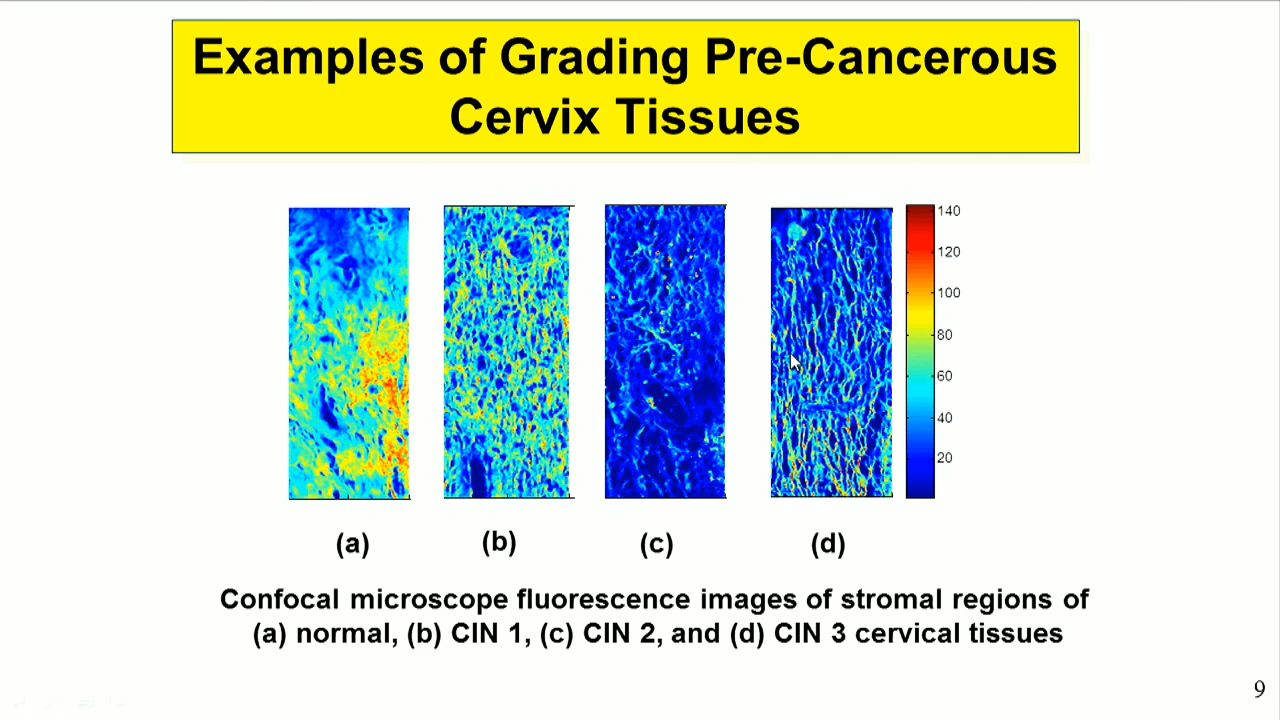 Examples of Grading Pre-Cancerous
Cervix Tissues
140
120
100
80
60
40
20
(a)
(b)
(c)
(d)
Confocal microscope fluorescence images of stromal regions of
(a) normal, (b) CIN 1, (c) CIN 2, and (d) CIN 3 cervical tissues
9